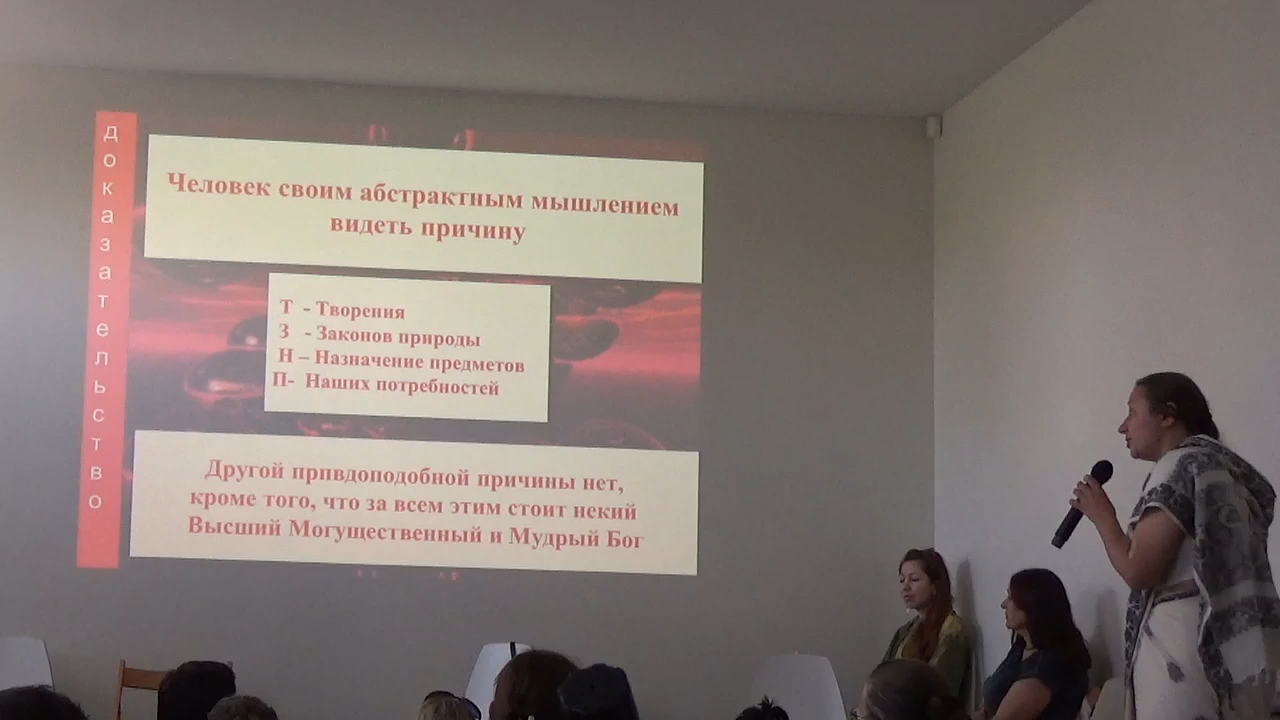 доказательство
Человек своим абстрактным мышлением
видеть причину
Т - Творения
З - Законов природы
Н – Назначение предметов
П- Наших потребностей
Другой прпвдоподобной причины нет,
кроме того, что за всем этим стоит некий
Высший Могущественный и Мудрый Бог